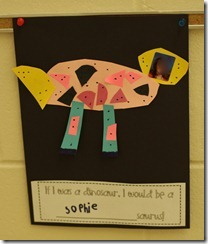 If I was a dinosaur, I would be a
Sophie
saurus!